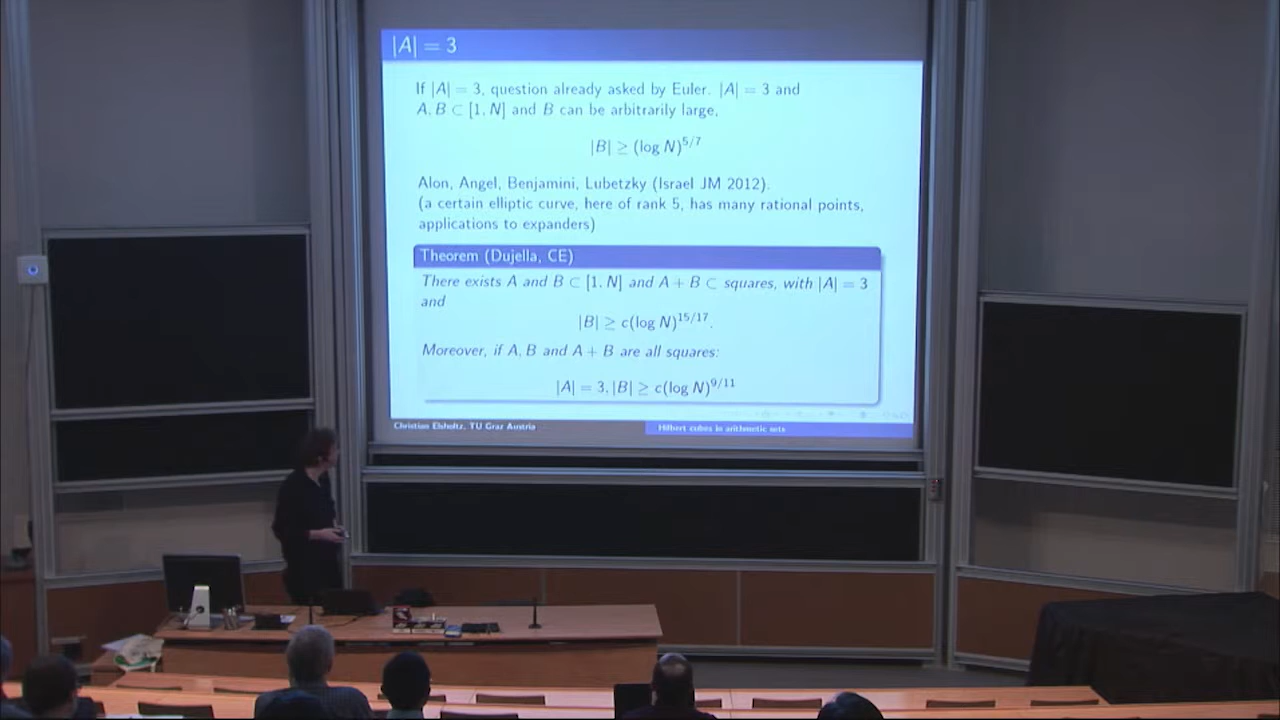 |A| = 3
If |A| = 3, question already asked by Euler. |A| = 3 and
A, B ⊂ [1, N] and B can be arbitrarily large,
|B| ≥ (log N)^{5/7}
Alon, Angel, Benjamini, Lubetzky (Israel JM 2012).
(a certain elliptic curve, here of rank 5, has many rational points,
applications to expanders)
Theorem (Dujella, CE)
There exists A and B ⊂ [1, N] and A + B ⊂ squares, with |A| = 3
and
|B| ≥ c(log N)^{15/17}.
Moreover, if A, B and A + B are all squares:
|A| = 3, |B| ≥ c(log N)^{9/11}
Christian Elsholtz, TU Graz Austria
Hilbert cubes in arithmetic sets